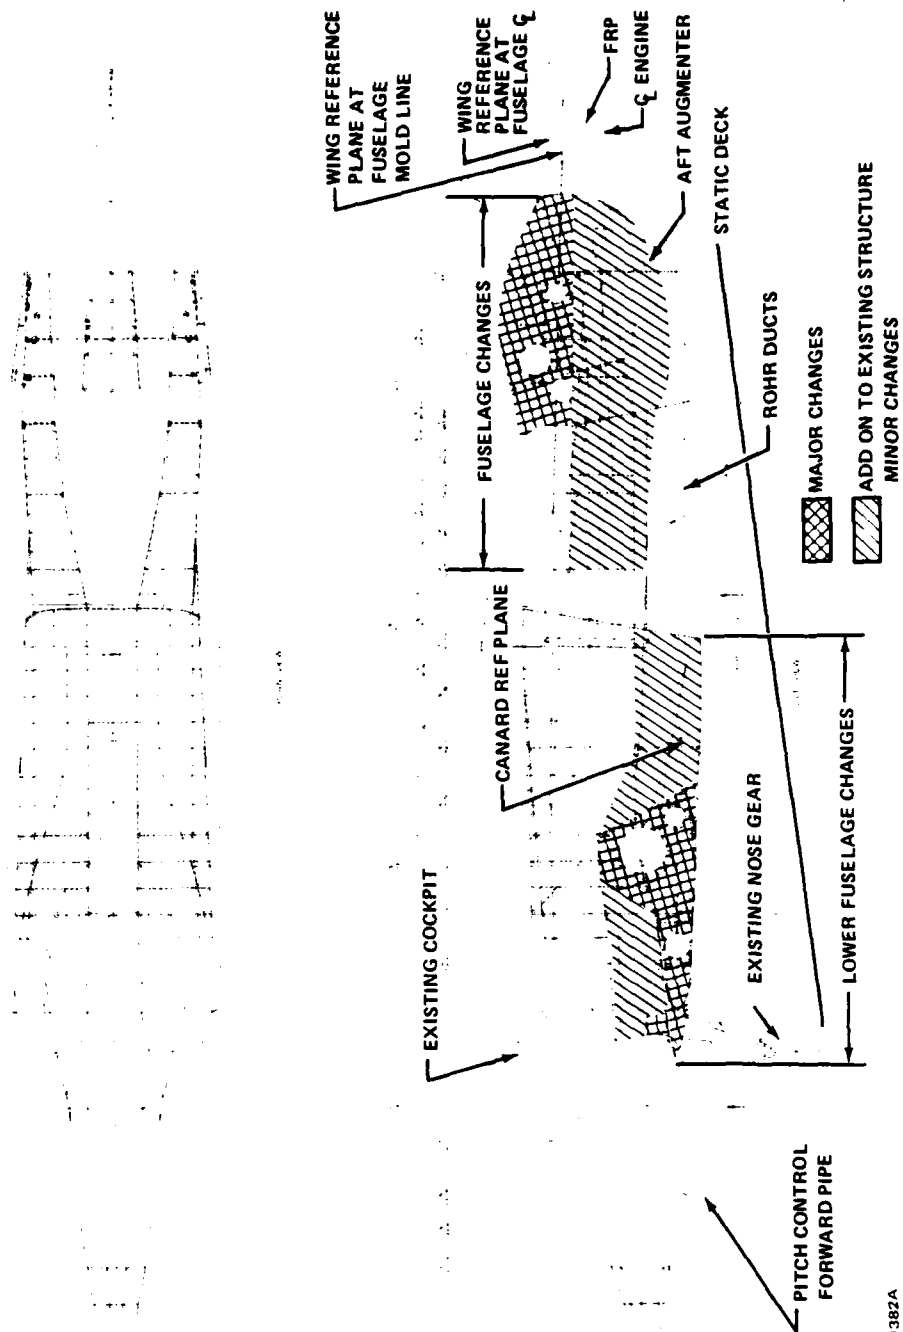 WING REFERENCE
PLANE AT
FUSELAGE
MOLD LINE
WING
REFERENCE
PLANE AT
FUSELAGE ℄
FRP
℄ ENGINE
AFT AUGMENTER
STATIC DECK
FUSELAGE CHANGES
ROHR DUCTS
CANARD REF PLANE
MAJOR CHANGES
ADD ON TO EXISTING STRUCTURE
MINOR CHANGES
EXISTING COCKPIT
EXISTING NOSE GEAR
LOWER FUSELAGE CHANGES
PITCH CONTROL
FORWARD PIPE